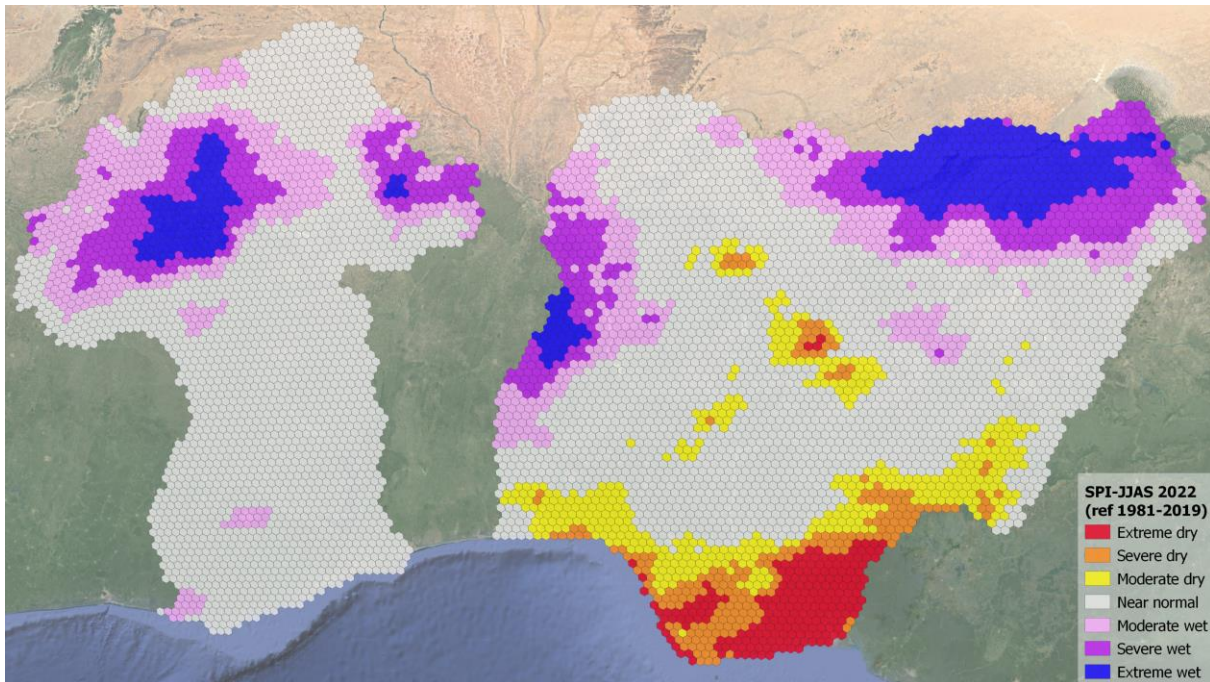 SPI-JJAS 2022
(ref 1981-2019)
Extreme dry
Severe dry
Moderate dry
Near normal
Moderate wet
Severe wet
Extreme wet